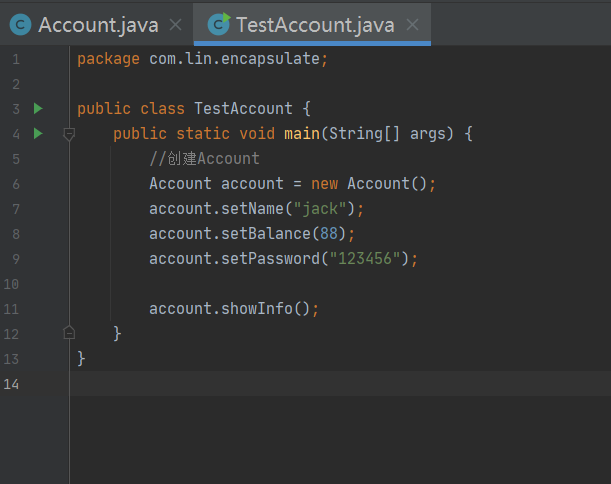 Account.java
TestAccount.java
1 package com.lin.encapsulate;
2
3 public class TestAccount {
4 public static void main(String[] args) {
5 //创建Account
6 Account account = new Account();
7 account.setName("jack");
8 account.setBalance(88);
9 account.setPassword("123456");
10
11 account.showInfo();
12 }
13 }
14